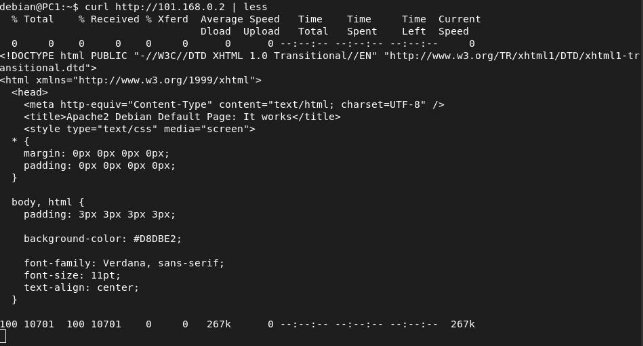 debian@PC1:~$ curl http://101.168.0.2 | less
  % Total    % Received % Xferd  Average Speed   Time    Time     Time  Current
                                 Dload  Upload   Total   Spent    Left  Speed
  0     0    0     0    0     0      0      0 --:--:-- --:--:-- --:--:--     0
<!DOCTYPE html PUBLIC "-//W3C//DTD XHTML 1.0 Transitional//EN" "http://www.w3.org/TR/xhtml1/DTD/xhtml1-tr
ansitional.dtd">
<html xmlns="http://www.w3.org/1999/xhtml">
  <head>
    <meta http-equiv="Content-Type" content="text/html; charset=UTF-8" />
    <title>Apache2 Debian Default Page: It works</title>
    <style type="text/css" media="screen">
  * {
    margin: 0px 0px 0px 0px;
    padding: 0px 0px 0px 0px;
  }

  body, html {
    padding: 3px 3px 3px 3px;

    background-color: #D8DBE2;

    font-family: Verdana, sans-serif;
    font-size: 11pt;
    text-align: center;
  }

100 10701  100 10701    0     0   267k      0 --:--:-- --:--:-- --:--:--  267k